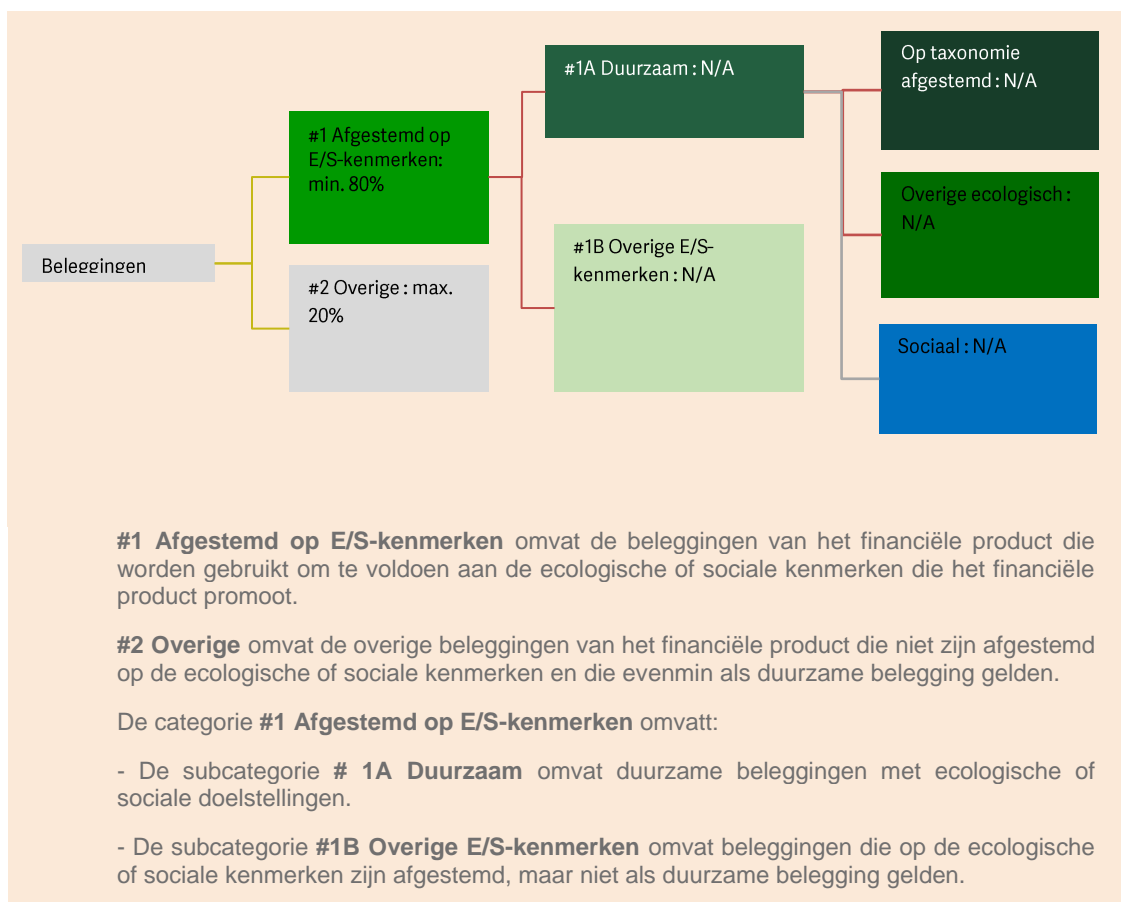 Beleggingen
#1 Afgestemd op
E/S-kenmerken:
min. 80%
#2 Overige : max.
20%
#1A Duurzaam : N/A
#1B Overige E/S-
kenmerken : N/A
Op taxonomie
afgestemd : N/A
Overige ecologisch :
N/A
Sociaal : N/A
#1 Afgestemd op E/S-kenmerken omvat de beleggingen van het financiële product die
worden gebruikt om te voldoen aan de ecologische of sociale kenmerken die het financiële
product promoot.
#2 Overige omvat de overige beleggingen van het financiële product die niet zijn afgestemd
op de ecologische of sociale kenmerken en die evenmin als duurzame belegging gelden.
De categorie #1 Afgestemd op E/S-kenmerken omvatt:
- De subcategorie # 1A Duurzaam omvat duurzame beleggingen met ecologische of
sociale doelstellingen.
- De subcategorie #1B Overige E/S-kenmerken omvat beleggingen die op de ecologische
of sociale kenmerken zijn afgestemd, maar niet als duurzame belegging gelden.